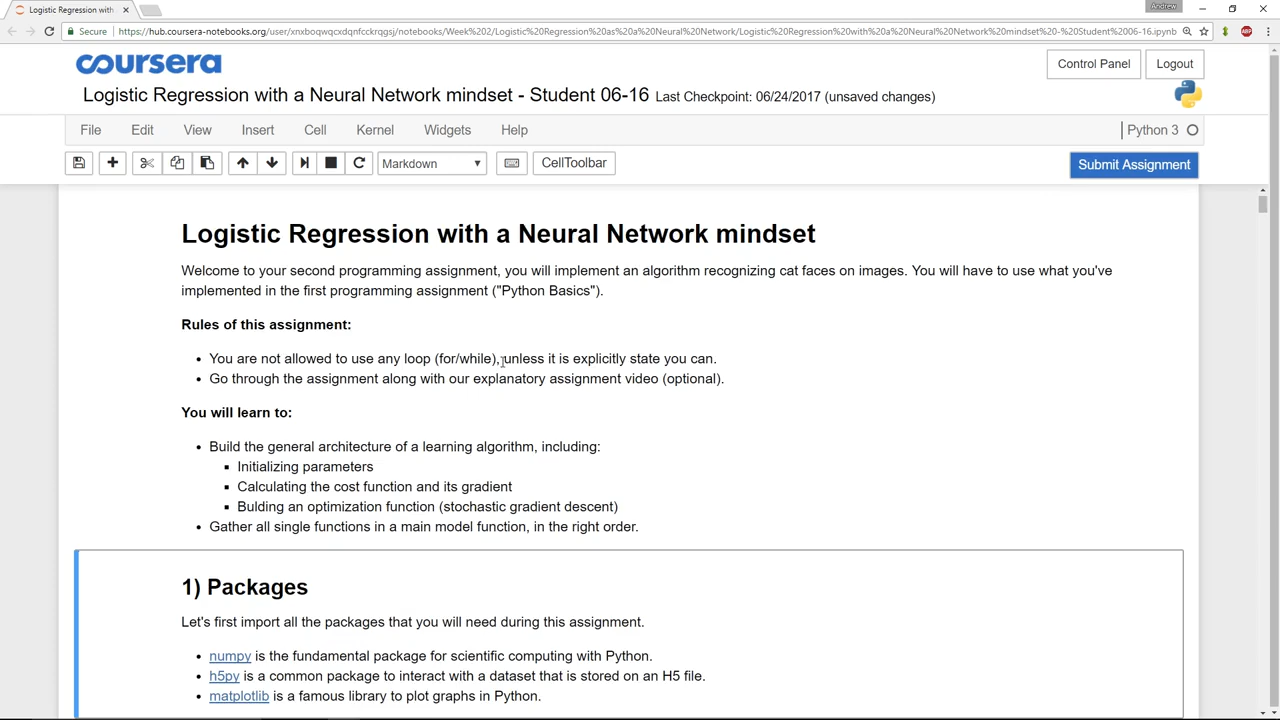 Andrew
Logistic Regression with
Secure https://hub.coursera-notebooks.org/user/xnxboqwqcxdqnfcckrqgsj/notebooks/Week%202/Logistic%20Regression%20as%20a%20Neural%20Network/Logistic%20Regression%20with%20a%20Neural%20Network%20mindset%20-%20Student%2006-16.ipynb
ABP
coursera
Control Panel
Logout
Logistic Regression with a Neural Network mindset - Student 06-16 Last Checkpoint: 06/24/2017 (unsaved changes)
File Edit View Insert Cell Kernel Widgets Help
Python 3
Markdown
CellToolbar
Submit Assignment
Logistic Regression with a Neural Network mindset
Welcome to your second programming assignment, you will implement an algorithm recognizing cat faces on images. You will have to use what you've
implemented in the first programming assignment ("Python Basics").
Rules of this assignment:
• You are not allowed to use any loop (for/while), unless it is explicitly state you can.
• Go through the assignment along with our explanatory assignment video (optional).
You will learn to:
• Build the general architecture of a learning algorithm, including:
▪ Initializing parameters
▪ Calculating the cost function and its gradient
▪ Bulding an optimization function (stochastic gradient descent)
• Gather all single functions in a main model function, in the right order.
1) Packages
Let's first import all the packages that you will need during this assignment.
• numpy is the fundamental package for scientific computing with Python.
• h5py is a common package to interact with a dataset that is stored on an H5 file.
• matplotlib is a famous library to plot graphs in Python.